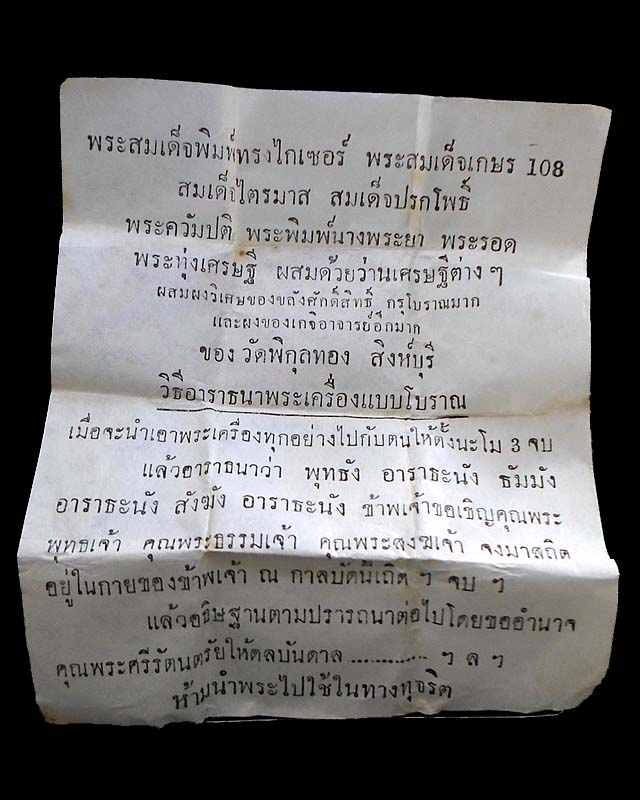 พระสมเด็จพิมพ์ทรงไกเซอร์ พระสมเด็จเกษร 108
สมเด็จไตรมาส สมเด็จปรกโพธิ์
พระควัมปติ พระพิมพ์นางพระยา พระรอด
พระทุ่งเศรษฐี ผสมด้วยว่านเศรษฐีต่าง ๆ
ผสมผงวิเศษของขลังศักดิ์สิทธิ์ กรุโบราณมาก
และผงของเกจิอาจารย์อีกมาก
ของ วัดพิกุลทอง สิงห์บุรี
วิธีอาราธนาพระเครื่องแบบโบราณ
เมื่อจะนำเอาพระเครื่องทุกอย่างไปกับตนให้ตั้งนะโม 3 จบ
แล้วอาราธนาว่า พุทธัง อาราธะนัง ธัมมัง
อาราธะนัง สังฆัง อาราธะนัง ข้าพเจ้าขอเชิญคุณพระ
พุทธเจ้า คุณพระธรรมเจ้า คุณพระสงฆเจ้า จงมาสถิต
อยู่ในกายของข้าพเจ้า ณ กาลบัดนี้เถิด ๆ จบ ๆ
แล้วอธิษฐานตามปรารถนาต่อไปโดยขออำนาจ
คุณพระศรีรัตนตรัยให้ดลบันดาล ............ ๆ ล ๆ
ห้ามนำพระไปใช้ในทางทุจริต